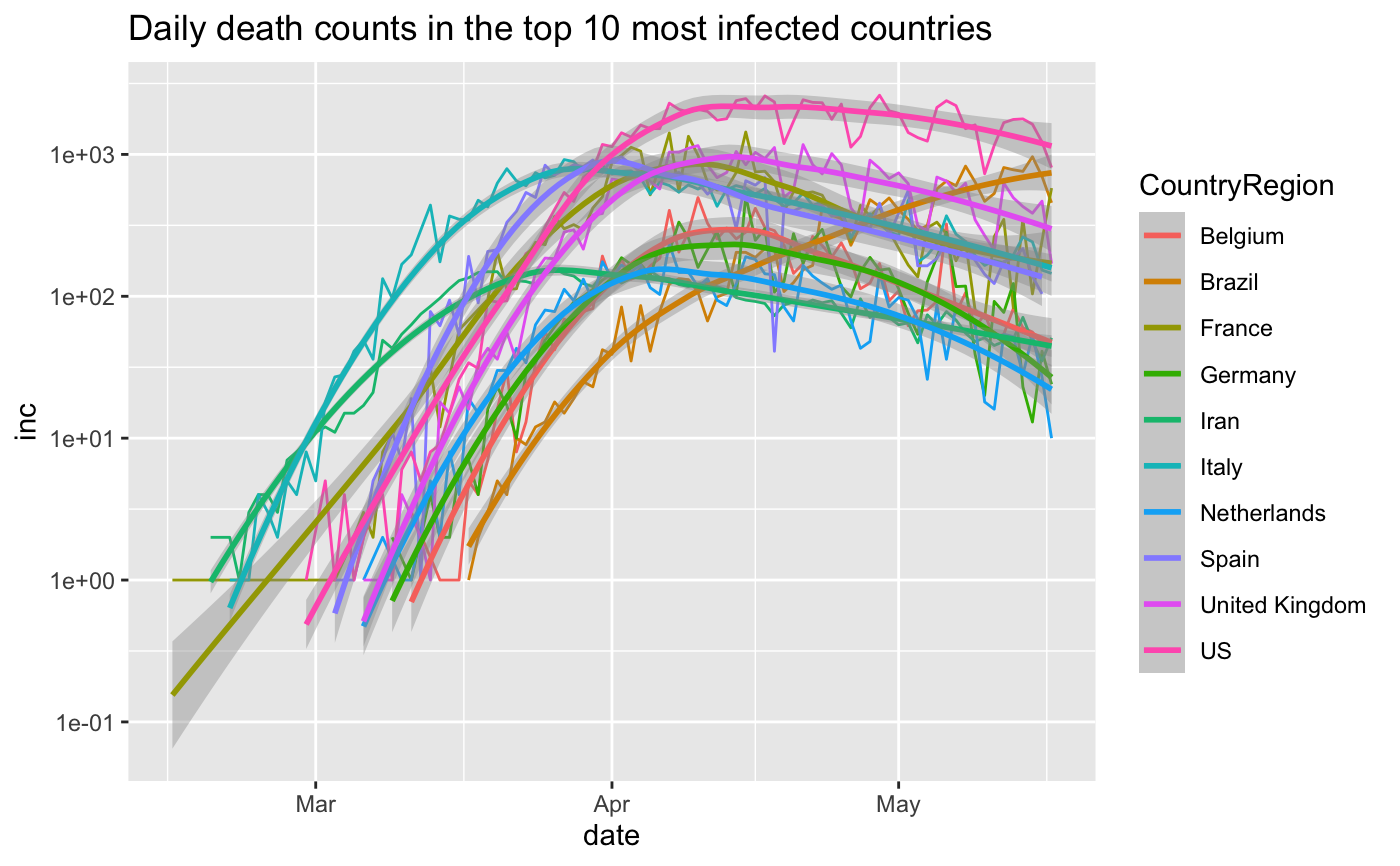 Daily death counts in the top 10 most infected countries
1e+03
1e+02
1e+01
1e+00
1e-01
inc
Mar
Apr
May
date
CountryRegion
Belgium
Brazil
France
Germany
Iran
Italy
Netherlands
Spain
United Kingdom
US